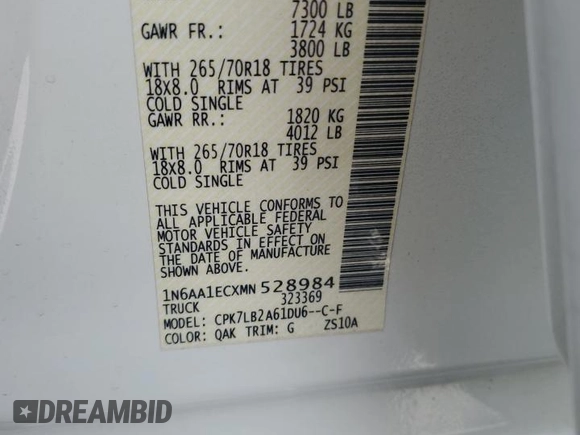 7300 LB
GAWR FR.: 1724 KG
3800 LB
WITH 265/70R18 TIRES
18X8.0 RIMS AT 39 PSI
COLD SINGLE
GAWR RR.: 1820 KG
4012 LB
WITH 265/70R18 TIRES
18X8.0 RIMS AT 39 PSI
COLD SINGLE
THIS VEHICLE CONFORMS TO
ALL APPLICABLE FEDERAL
MOTOR VEHICLE SAFETY
STANDARDS IN EFFECT ON
THE DATE OF MANUFACTURE
SHOWN ABOVE.
1N6AA1ECXMN528984
TRUCK 323369
MODEL: CPK7LB2A61DU6--C-F
COLOR: QAK TRIM: G ZS10A
DREAMBID